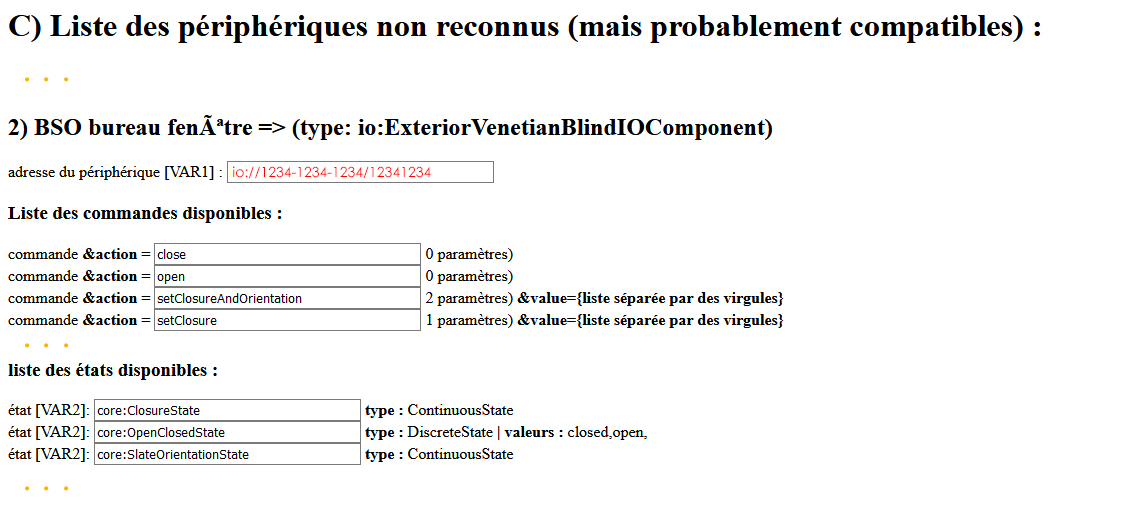 C) Liste des périphériques non reconnus (mais probablement compatibles) :
. . .
2) BSO bureau fenÃªtre => (type: io:ExteriorVenetianBlindIOComponent)
adresse du périphérique [VAR1] : io://1234-1234-1234/12341234
Liste des commandes disponibles :
commande &action = close 0 paramètres)
commande &action = open 0 paramètres)
commande &action = setClosureAndOrientation 2 paramètres) &value={liste séparée par des virgules}
commande &action = setClosure 1 paramètres) &value={liste séparée par des virgules}
. . .
liste des états disponibles :
état [VAR2]: core:ClosureState type : ContinuousState
état [VAR2]: core:OpenClosedState type : DiscreteState | valeurs : closed,open,
état [VAR2]: core:SlateOrientationState type : ContinuousState
. . .